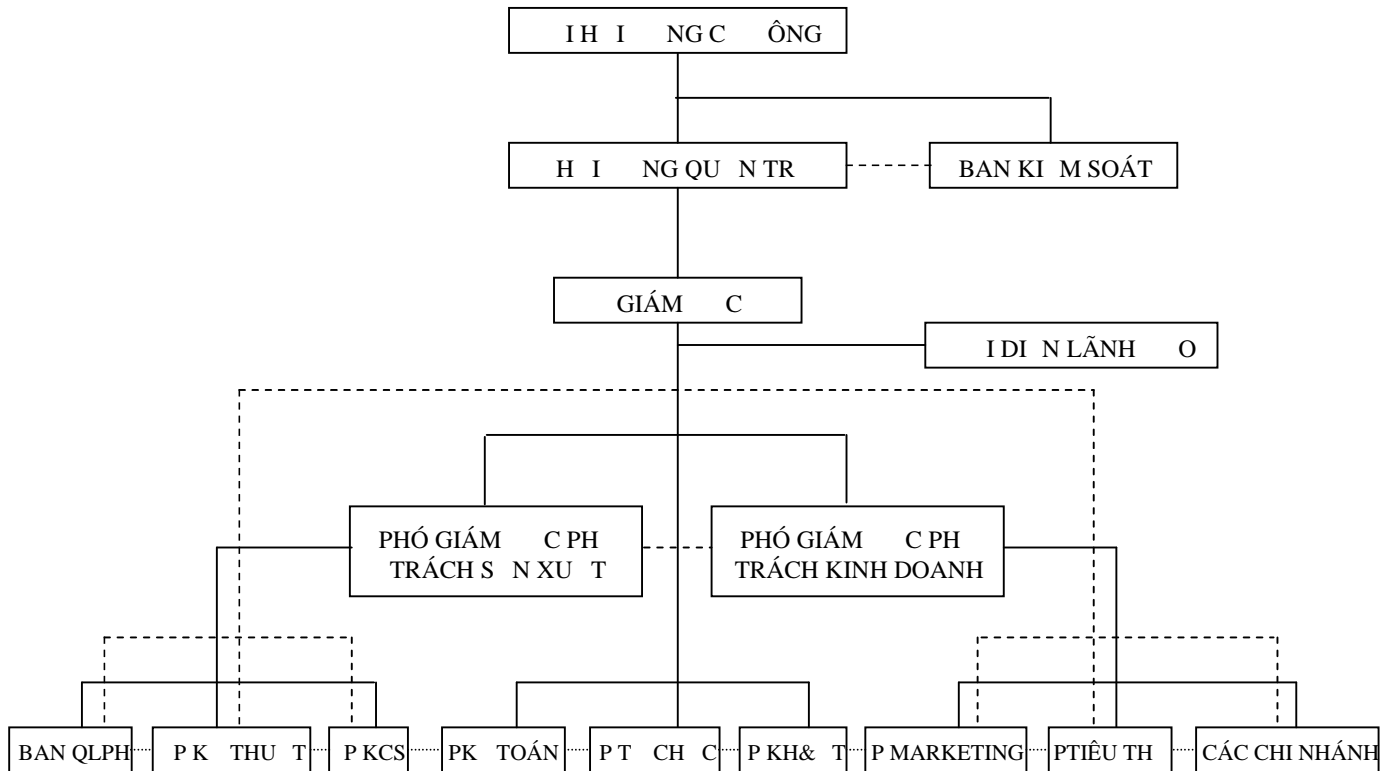 I H I NG C ÔNG
H I NG QU N TR
BAN KI M SOÁT
GIÁM C
I DI N LÃNH O
PHÓ GIÁM C PH
TRÁCH S N XU T
PHÓ GIÁM C PH
TRÁCH KINH DOANH
BAN QLPH
P K THU T
P KCS
PK TOÁN
P T CH C
P KH& T
P MARKETING
PTIÊU TH
CÁC CHI NHÁNH